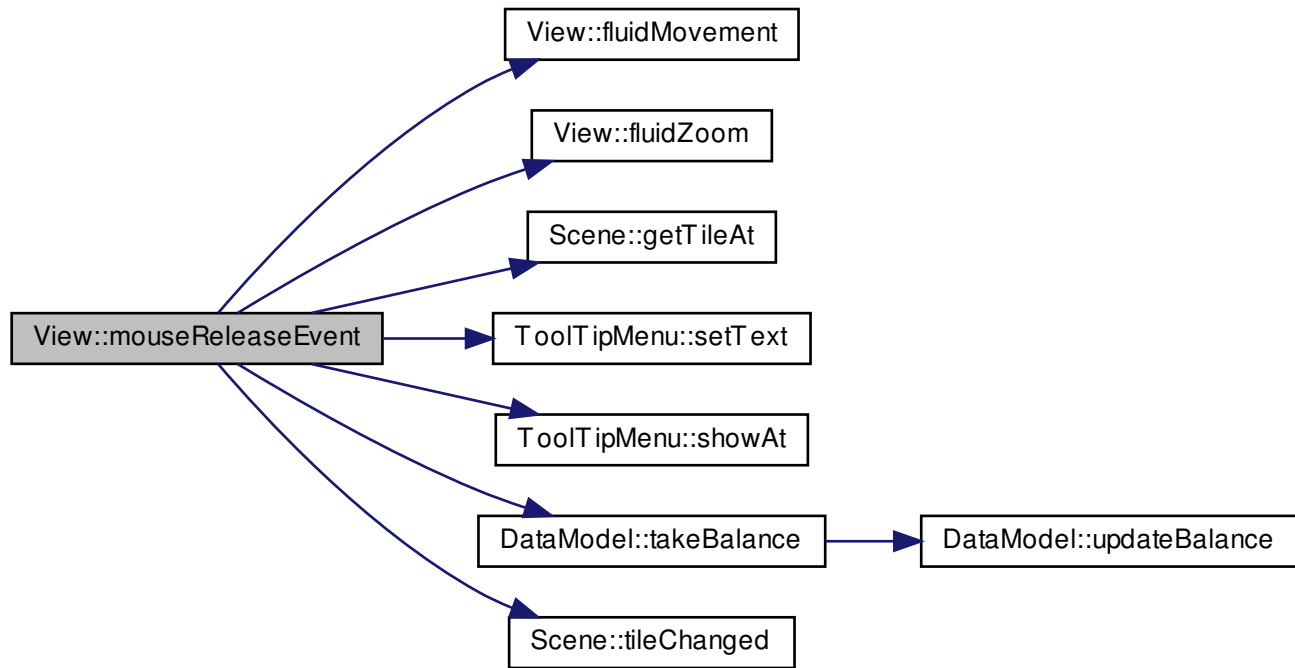 View::fluidMovement
View::fluidZoom
Scene::getTileAt
View::mouseReleaseEvent
ToolTipMenu::setText
ToolTipMenu::showAt
DataModel::takeBalance
DataModel::updateBalance
Scene::tileChanged